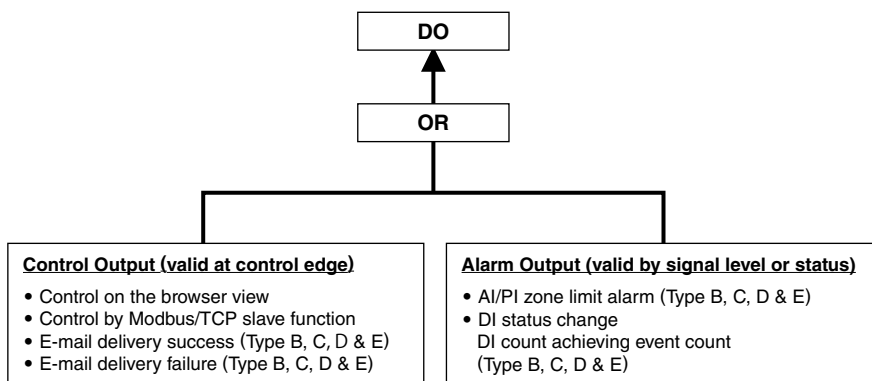 DO
OR
Control Output (valid at control edge)
• Control on the browser view
• Control by Modbus/TCP slave function
• E-mail delivery success (Type B, C, D & E)
• E-mail delivery failure (Type B, C, D & E)
Alarm Output (valid by signal level or status)
• AI/PI zone limit alarm (Type B, C, D & E)
• DI status change
DI count achieving event count
(Type B, C, D & E)